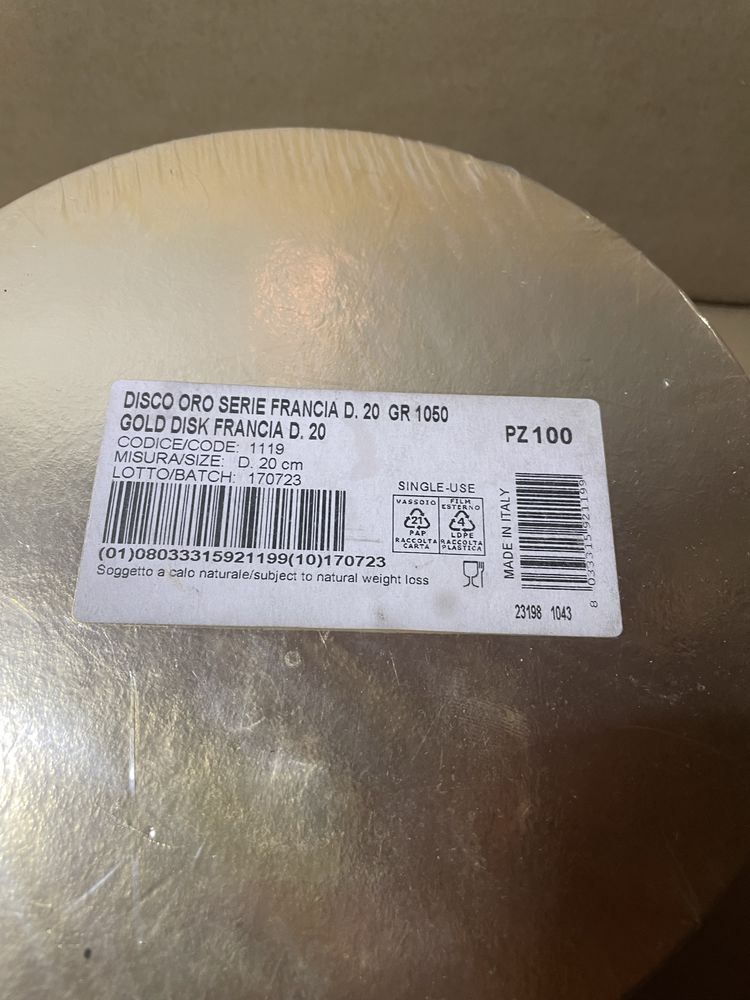 DISCO ORO SERIE FRANCIA D. 20 GR 1050
GOLD DISK FRANCIA D. 20
PZ 100
CODICE/CODE: 1119
MISURA/SIZE: D. 20 cm
LOTTO/BATCH: 170723
(01)08033315921199(10)170723
Soggetto a calo naturale/subject to natural weight loss
SINGLE-USE
VASSOIO
21
PAP
RACCOLTA
CARTA
FILM
ESTERNO
4
LDPE
RACCOLTA
PLASTICA
MADE IN ITALY
8 033315 921199
23198 1043